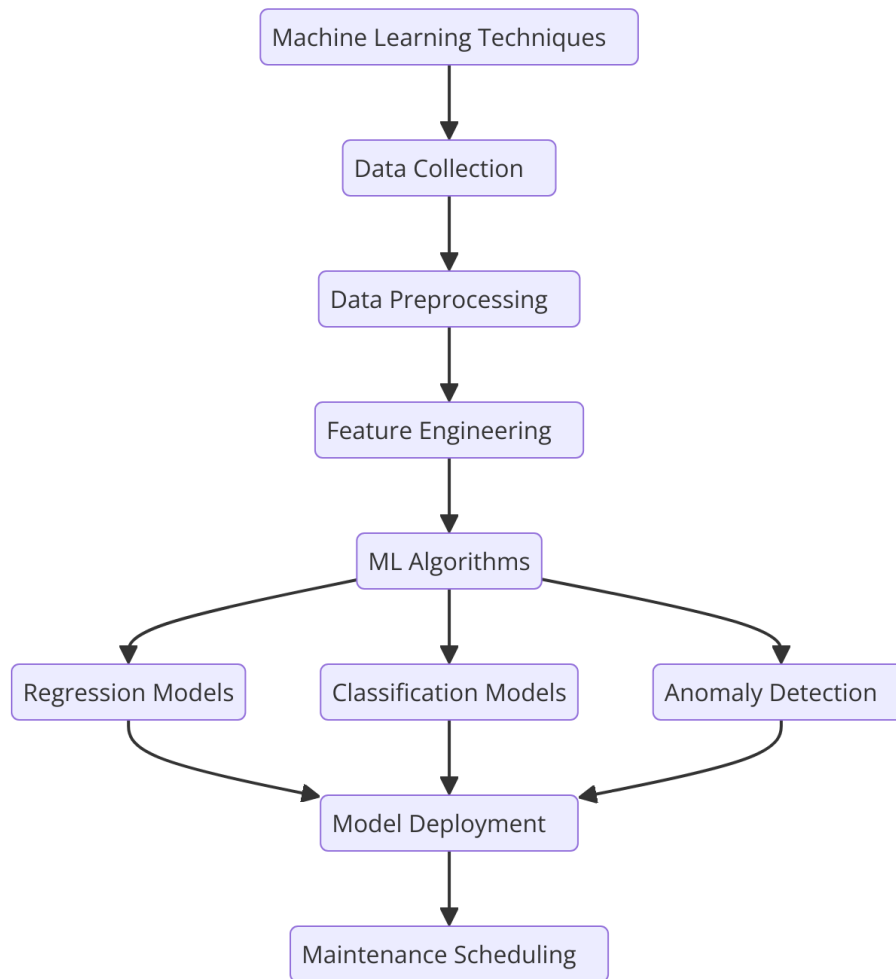 Machine Learning Techniques
Data Collection
Data Preprocessing
Feature Engineering
ML Algorithms
Regression Models
Classification Models
Anomaly Detection
Model Deployment
Maintenance Scheduling